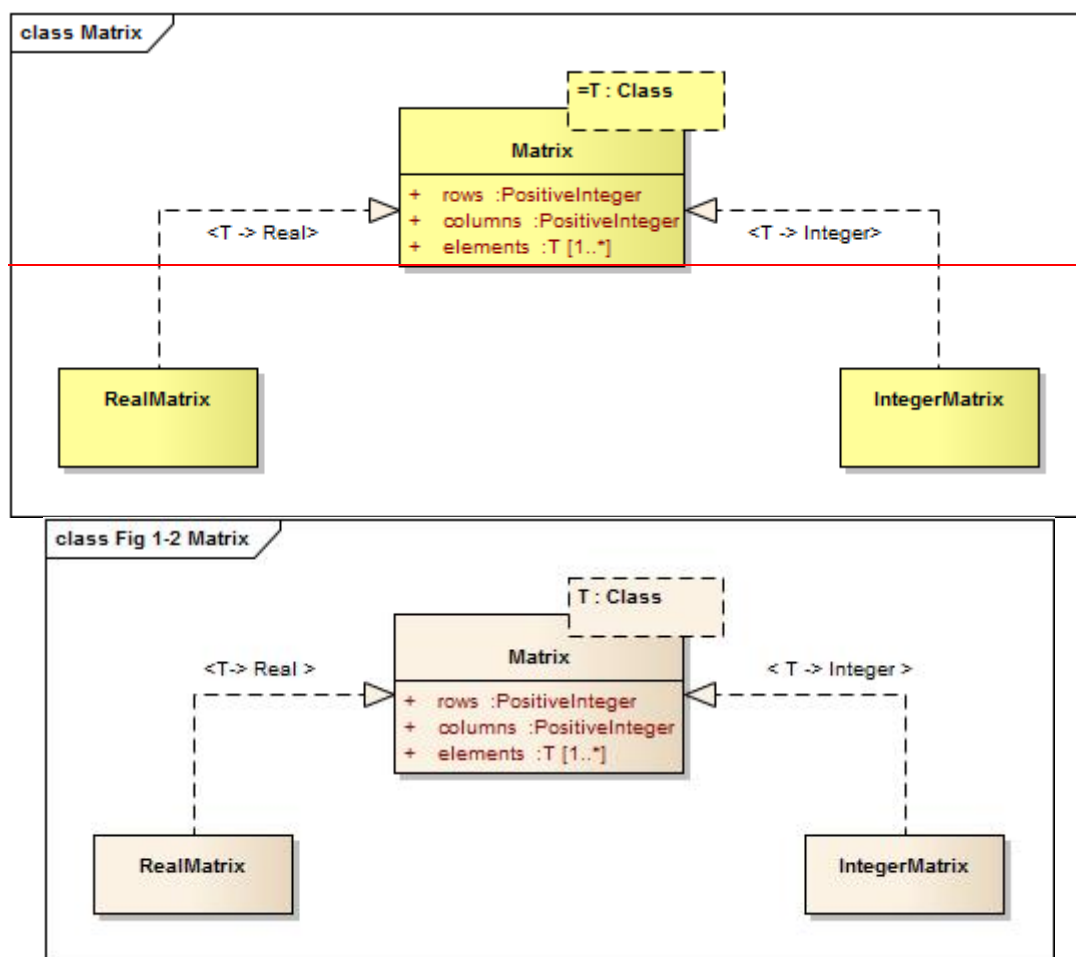 class Matrix
=T : Class
Matrix
+ rows :PositiveInteger
+ columns :PositiveInteger
+ elements :T [1..*]
<T -> Real>
<T -> Integer>
RealMatrix
IntegerMatrix
class Fig 1-2 Matrix
T : Class
Matrix
<T-> Real >
< T -> Integer >
+ rows :PositiveInteger
+ columns :PositiveInteger
+ elements :T [1..*]
RealMatrix
IntegerMatrix